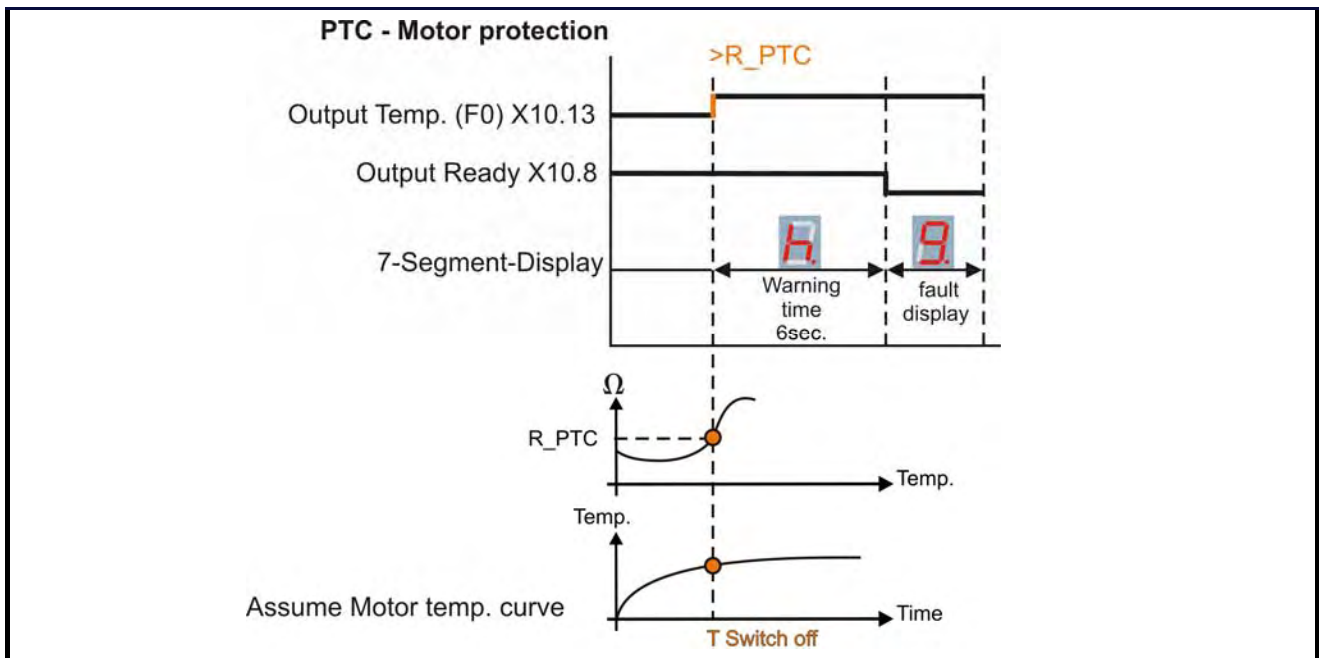 PTC - Motor protection
>R_PTC
Output Temp. (F0) X10.13
Output Ready X10.8
7-Segment-Display
h.
9.
Warning
time
6sec.
fault
display
Ω
R_PTC
Temp.
Temp.
Assume Motor temp. curve
Time
T Switch off